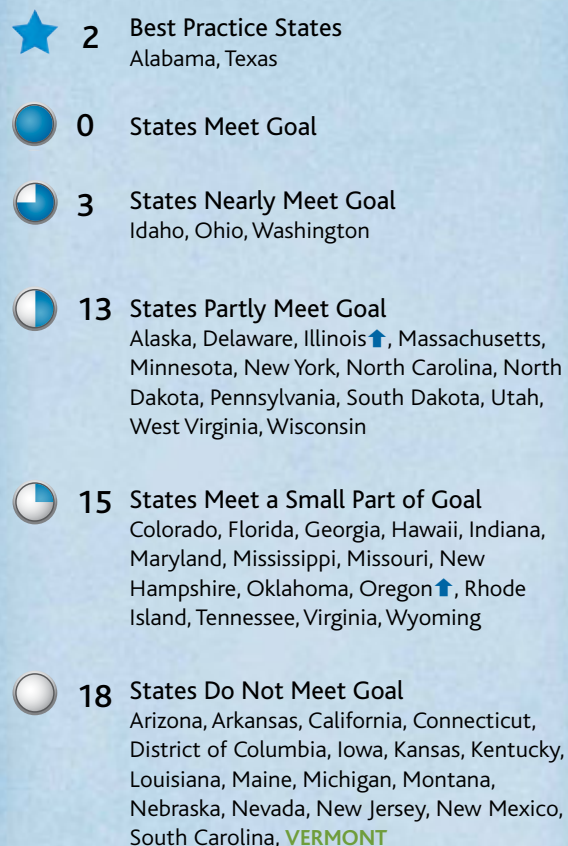 2 Best Practice States
Alabama, Texas
0 States Meet Goal
3 States Nearly Meet Goal
Idaho, Ohio, Washington
13 States Partly Meet Goal
Alaska, Delaware, Illinois⬆, Massachusetts,
Minnesota, New York, North Carolina, North
Dakota, Pennsylvania, South Dakota, Utah,
West Virginia, Wisconsin
15 States Meet a Small Part of Goal
Colorado, Florida, Georgia, Hawaii, Indiana,
Maryland, Mississippi, Missouri, New
Hampshire, Oklahoma, Oregon⬆, Rhode
Island, Tennessee, Virginia, Wyoming
18 States Do Not Meet Goal
Arizona, Arkansas, California, Connecticut,
District of Columbia, Iowa, Kansas, Kentucky,
Louisiana, Maine, Michigan, Montana,
Nebraska, Nevada, New Jersey, New Mexico,
South Carolina, VERMONT